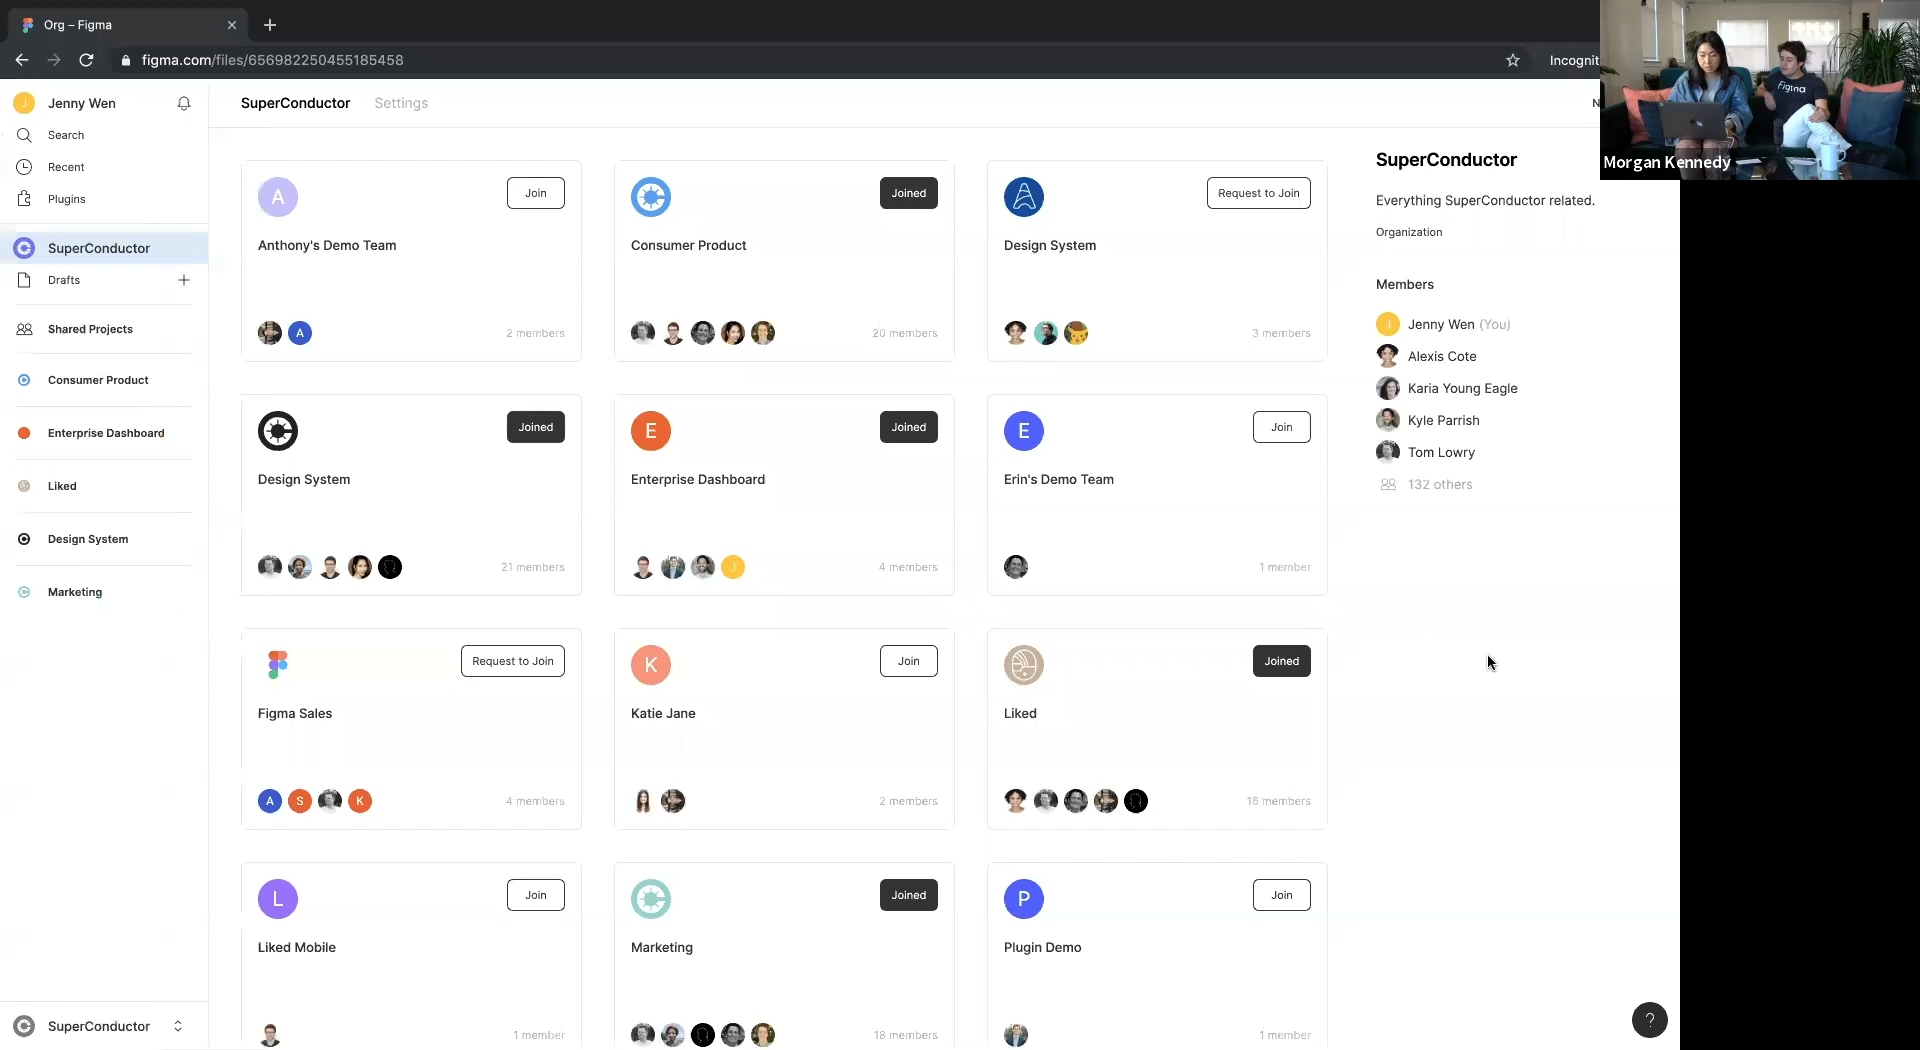 Org – Figma
figma.com/files/656982250455185458
Incognit
Jenny Wen
Search
Recent
Plugins
SuperConductor
Drafts
Shared Projects
Consumer Product
Enterprise Dashboard
Liked
Design System
Marketing
SuperConductor
SuperConductor Settings
N
A
Join
Anthony's Demo Team
A
2 members
Joined
Consumer Product
20 members
Request to Join
Design System
3 members
Joined
Design System
21 members
E
Joined
Enterprise Dashboard
J
4 members
E
Join
Erin's Demo Team
1 member
Request to Join
Figma Sales
A S K
4 members
K
Join
Katie Jane
2 members
Joined
Liked
16 members
L
Join
Liked Mobile
1 member
Joined
Marketing
18 members
P
Join
Plugin Demo
1 member
SuperConductor
Everything SuperConductor related.
Organization
Members
J
Jenny Wen (You)
Alexis Cote
Karia Young Eagle
Kyle Parrish
Tom Lowry
132 others
?
Figma
Morgan Kennedy